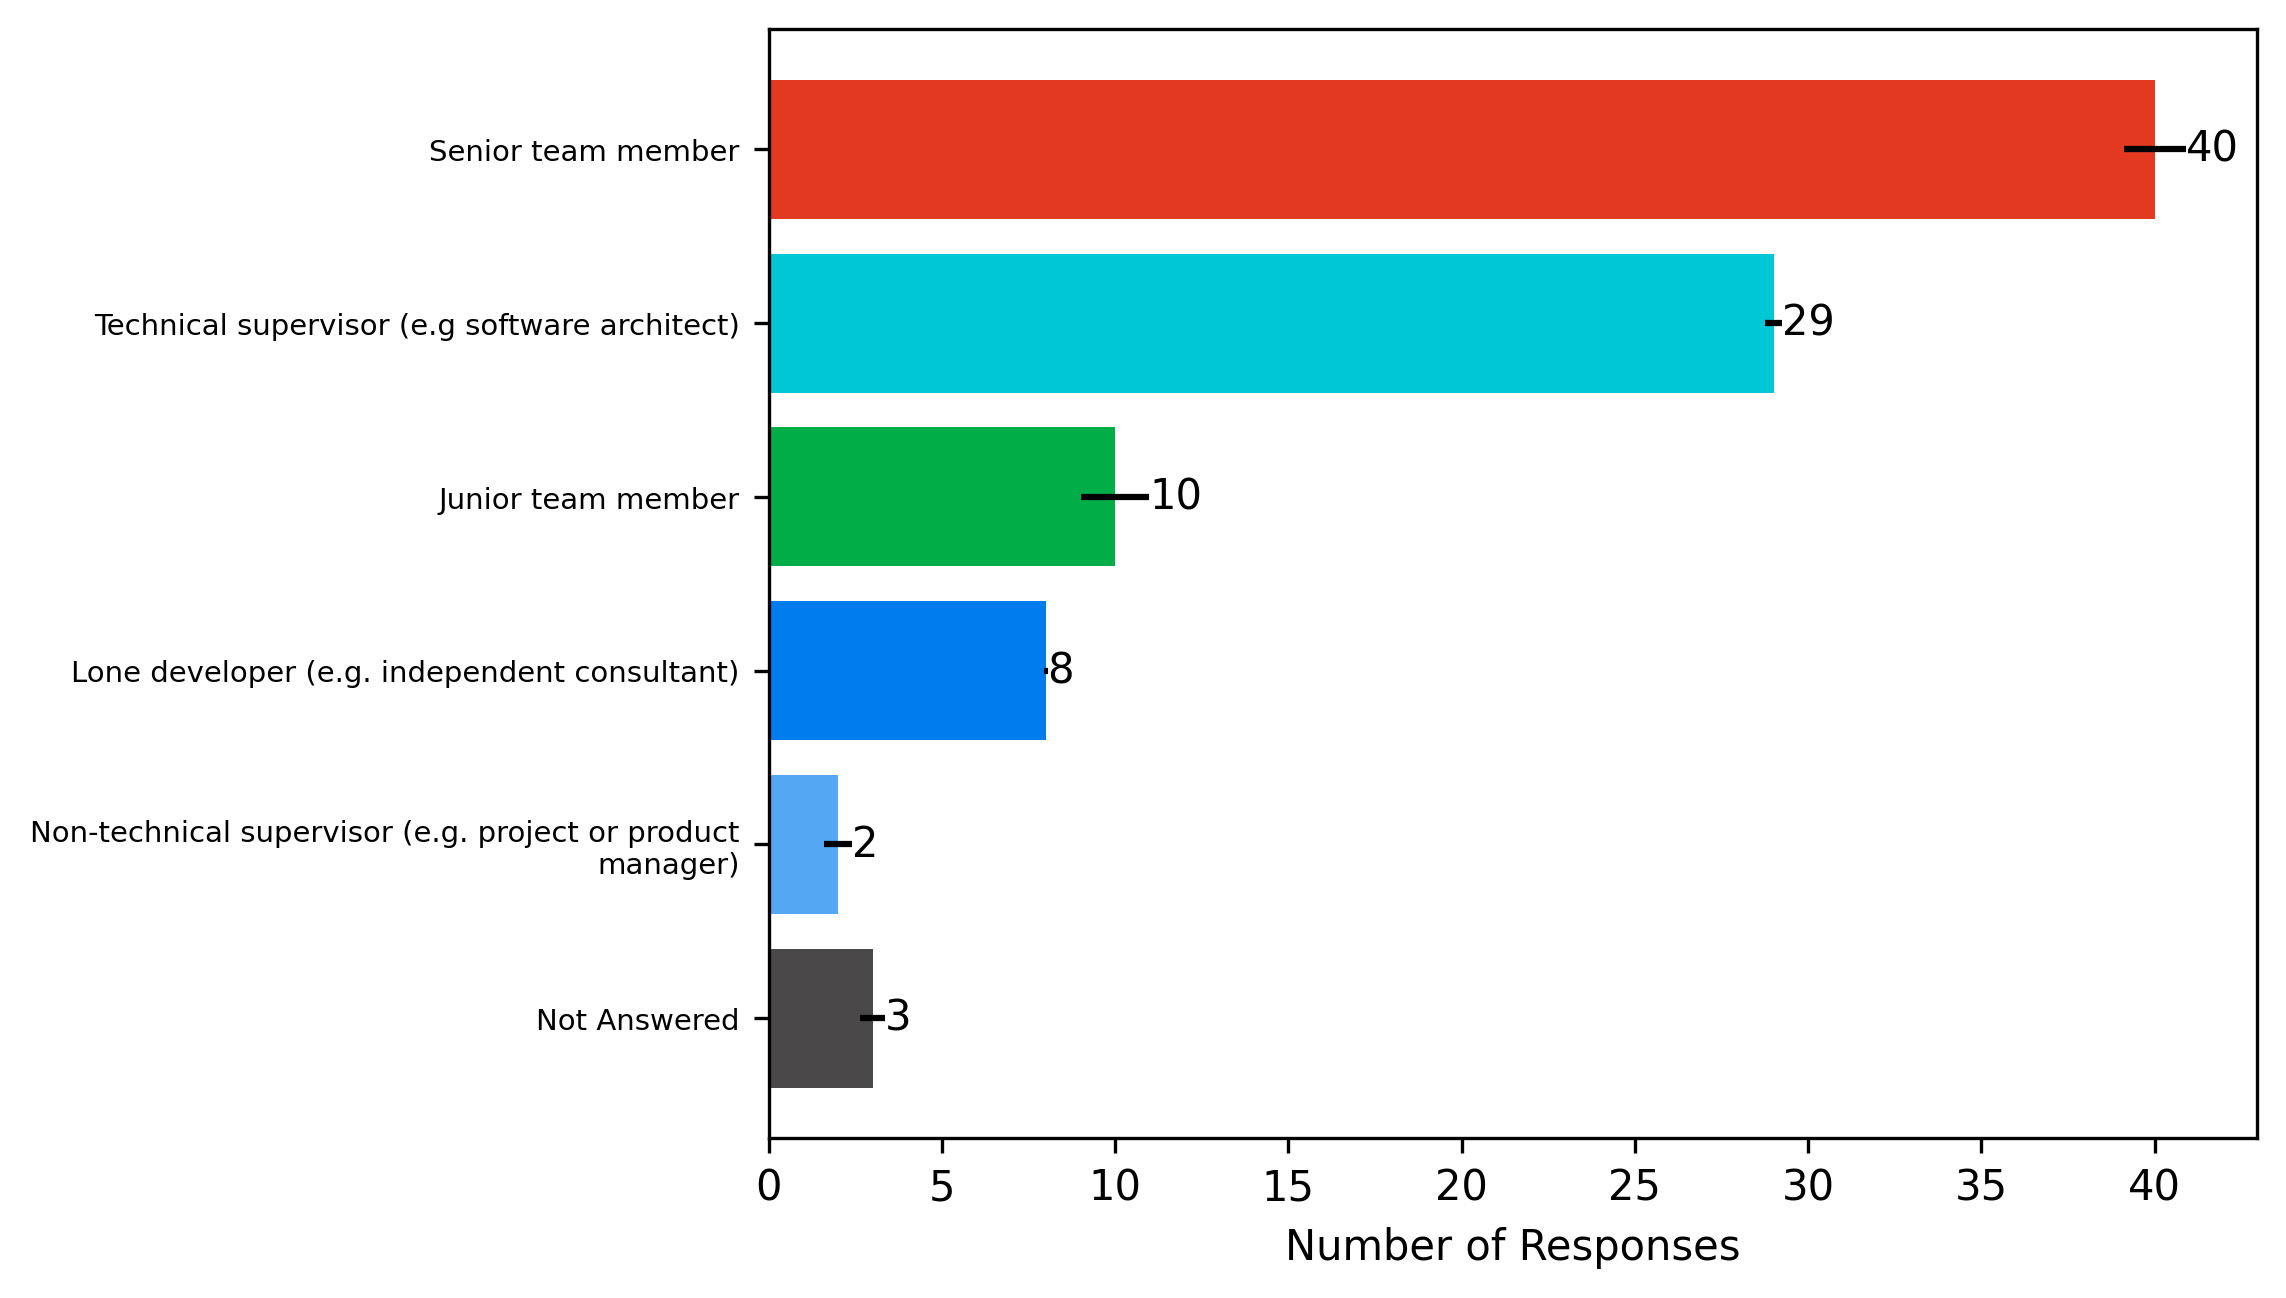 Senior team member
40
Technical supervisor (e.g software architect)
29
Junior team member
10
Lone developer (e.g. independent consultant)
8
Non-technical supervisor (e.g. project or product
manager)
2
Not Answered
3
0 5 10 15 20 25 30 35 40
Number of Responses